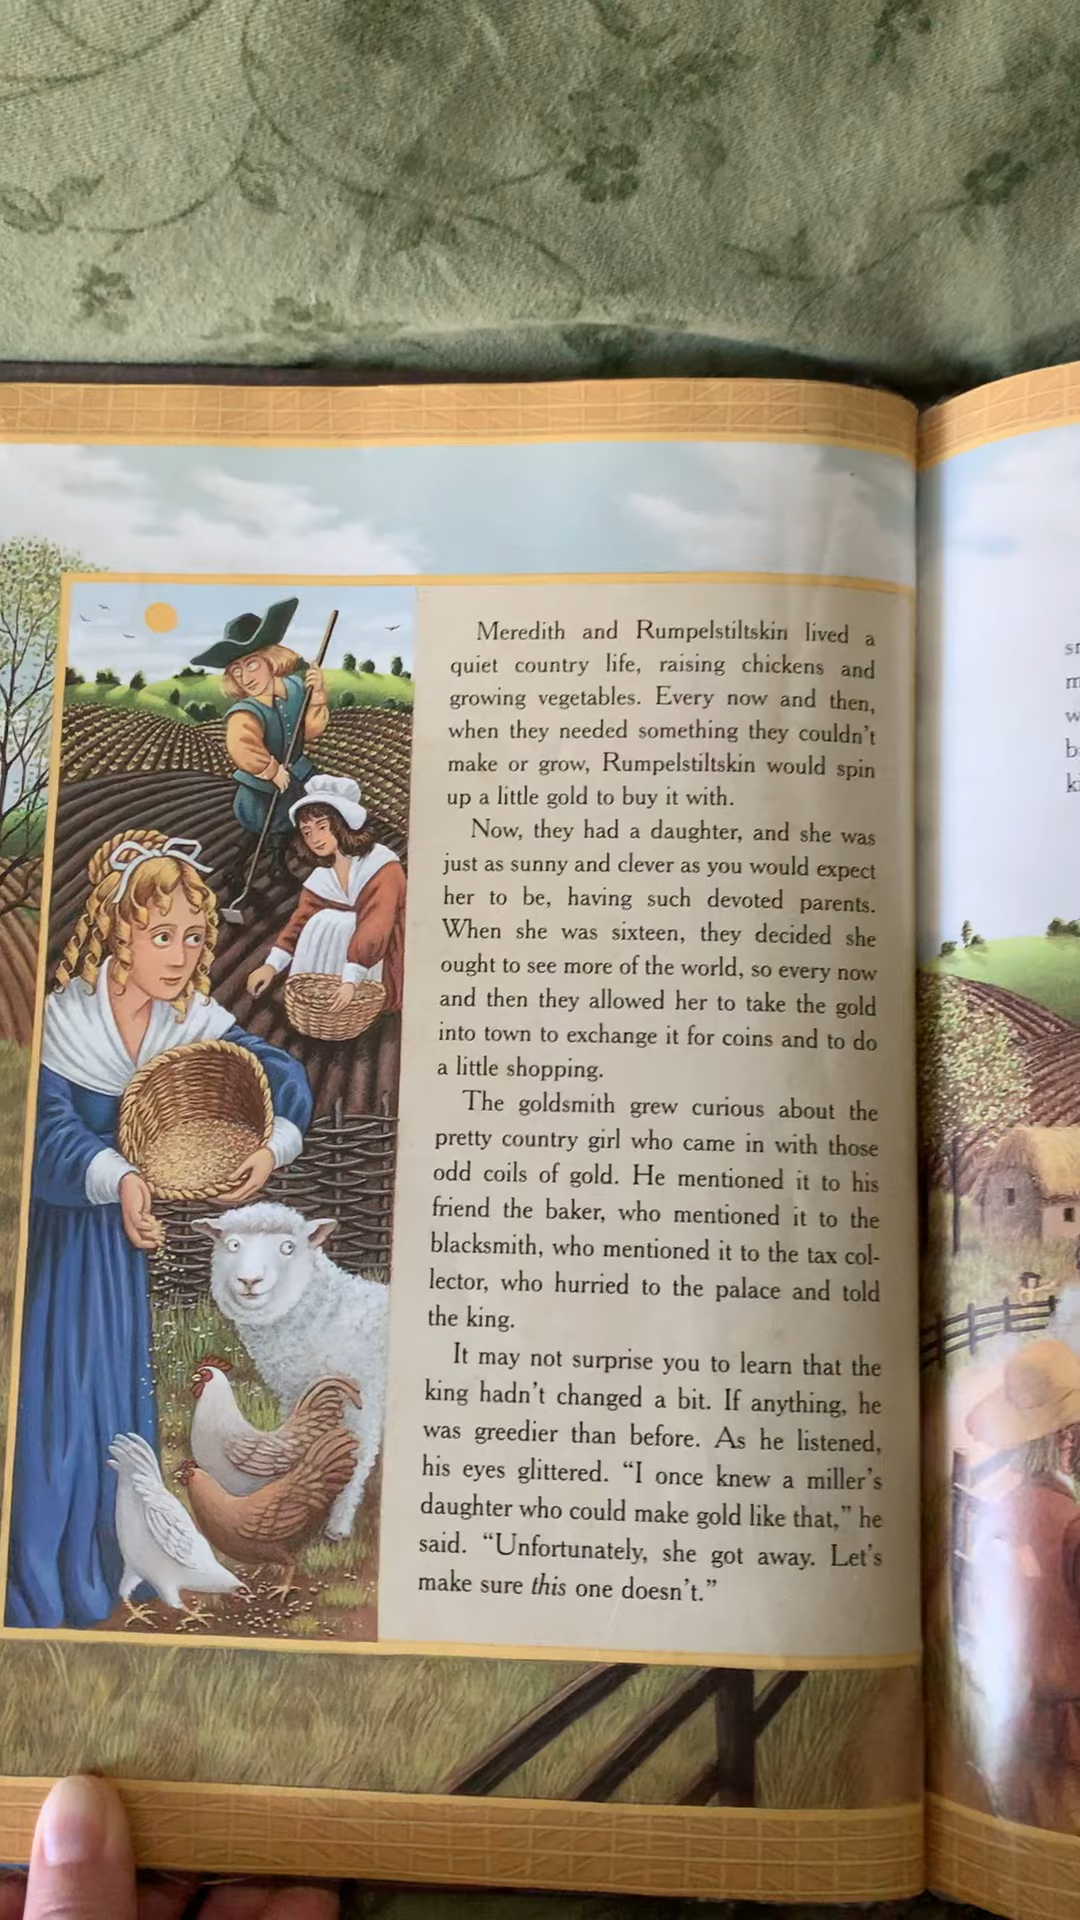 Meredith and Rumpelstiltskin lived a
quiet country life, raising chickens and
growing vegetables. Every now and then,
when they needed something they couldn't
make or grow, Rumpelstiltskin would spin
up a little gold to buy it with.
Now, they had a daughter, and she was
just as sunny and clever as you would expect
her to be, having such devoted parents.
When she was sixteen, they decided she
ought to see more of the world, so every now
and then they allowed her to take the gold
into town to exchange it for coins and to do
a little shopping.
The goldsmith grew curious about the
pretty country girl who came in with those
odd coils of gold. He mentioned it to his
friend the baker, who mentioned it to the
blacksmith, who mentioned it to the tax col-
lector, who hurried to the palace and told
the king.
It may not surprise you to learn that the
king hadn't changed a bit. If anything, he
was greedier than before. As he listened,
his eyes glittered. “I once knew a miller's
daughter who could make gold like that,” he
said. “Unfortunately, she got away. Let's
make sure this one doesn't.”